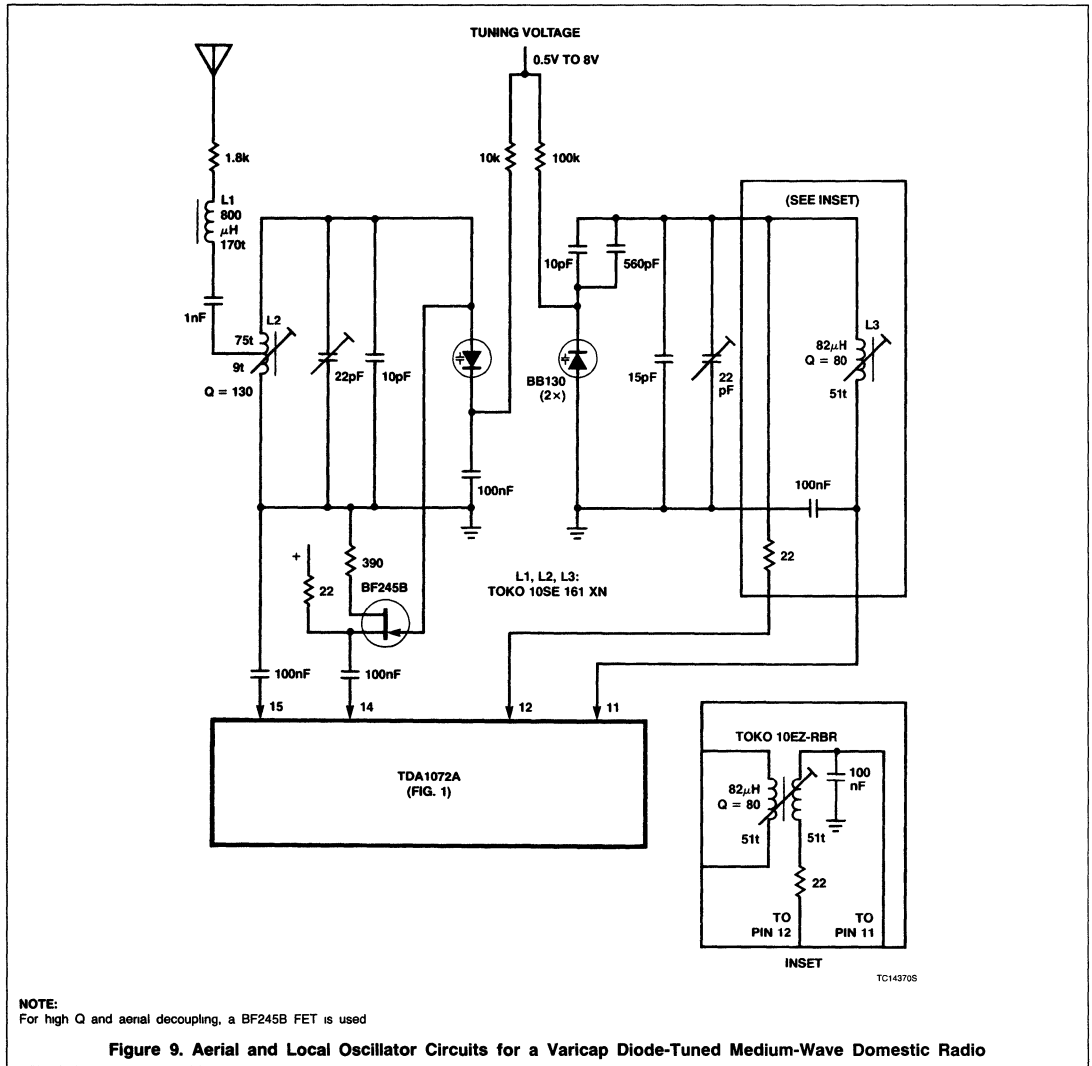 TUNING VOLTAGE
0.5V TO 8V
1.8k
10k
100k
L1
800
μH
170t
(SEE INSET)
10pF
560pF
1nF
L2
75t
9t
Q = 130
22pF
10pF
BB130
(2×)
15pF
22
pF
L3
82μH
Q = 80
51t
100nF
100nF
+
22
390
BF245B
L1, L2, L3:
TOKO 10SE 161 XN
22
100nF
100nF
15
14
12
11
TDA1072A
(FIG. 1)
TOKO 10EZ-RBR
82μH
Q = 80
51t
51t
100
nF
22
TO
PIN 12
TO
PIN 11
INSET
TC14370S
NOTE:
For high Q and aerial decoupling, a BF245B FET is used
Figure 9. Aerial and Local Oscillator Circuits for a Varicap Diode-Tuned Medium-Wave Domestic Radio